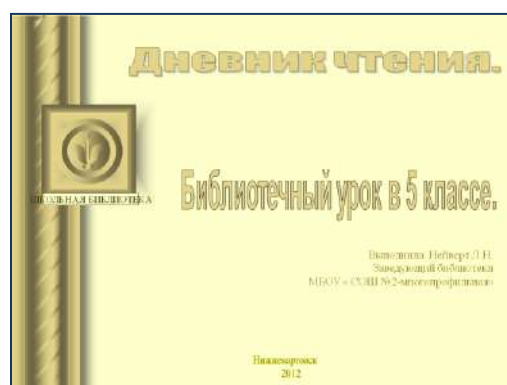 Дневник чтения.
ШКОЛЬНАЯ БИБЛИОТЕКА
Библиотечный урок в 5 классе.
Выполнила Нейверт Л.Н.
Заведующий библиотеки
МБОУ « СОШ №2-многопрофильная»
Нижневартовск
2012